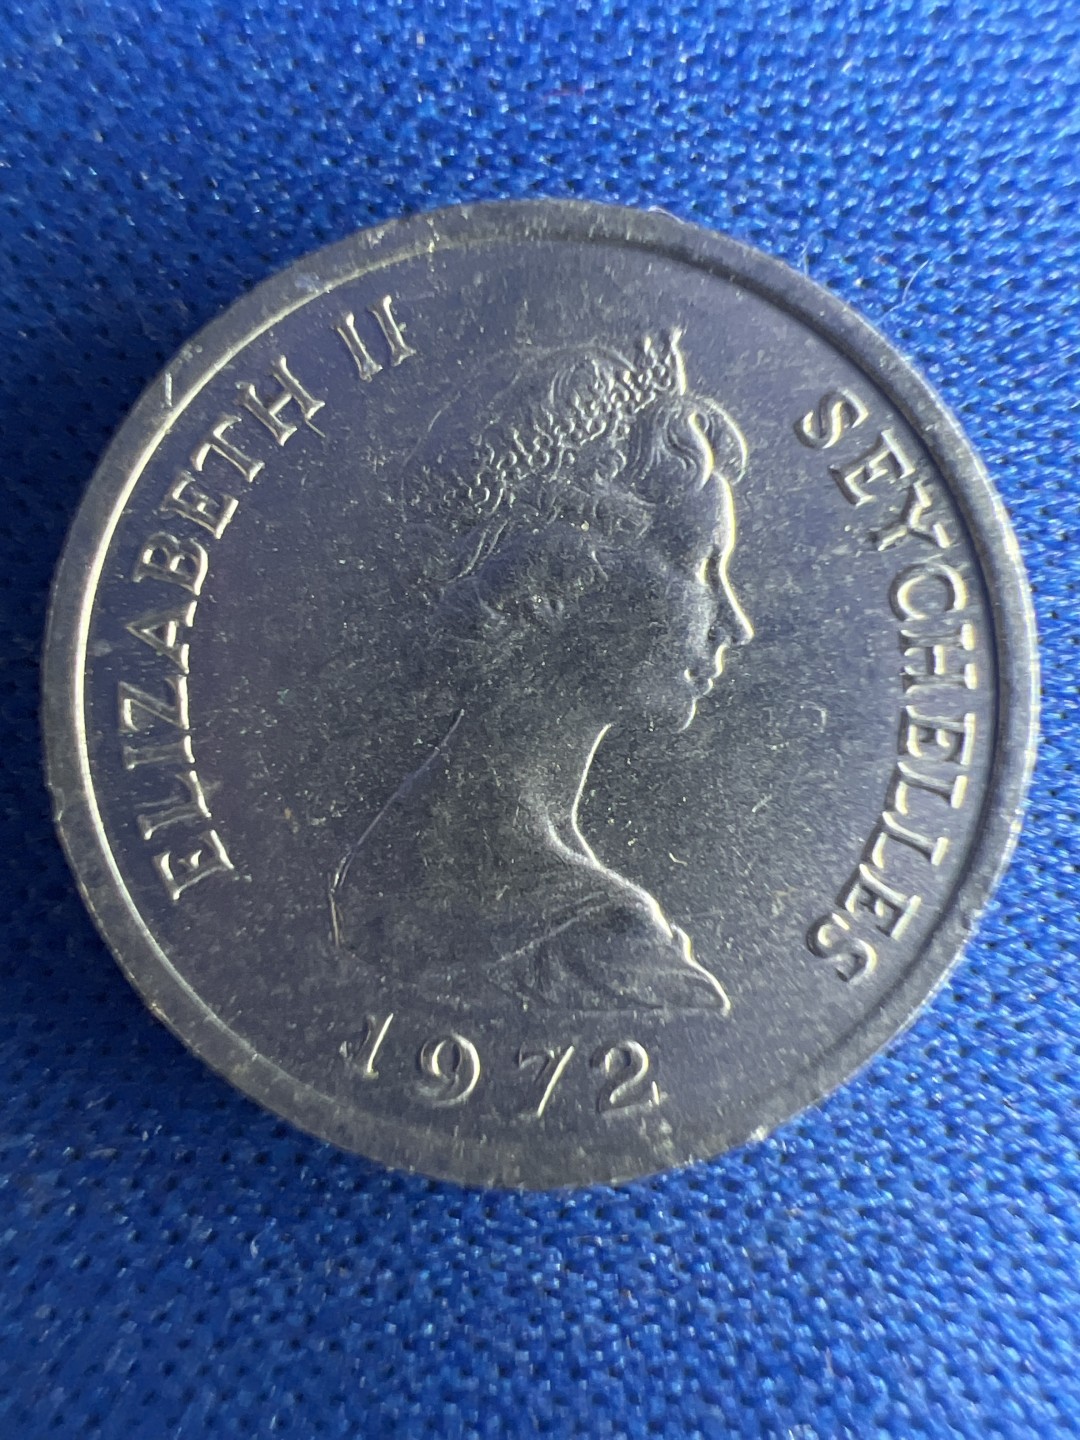 ELIZABETH II
SEYCHELLES
1972